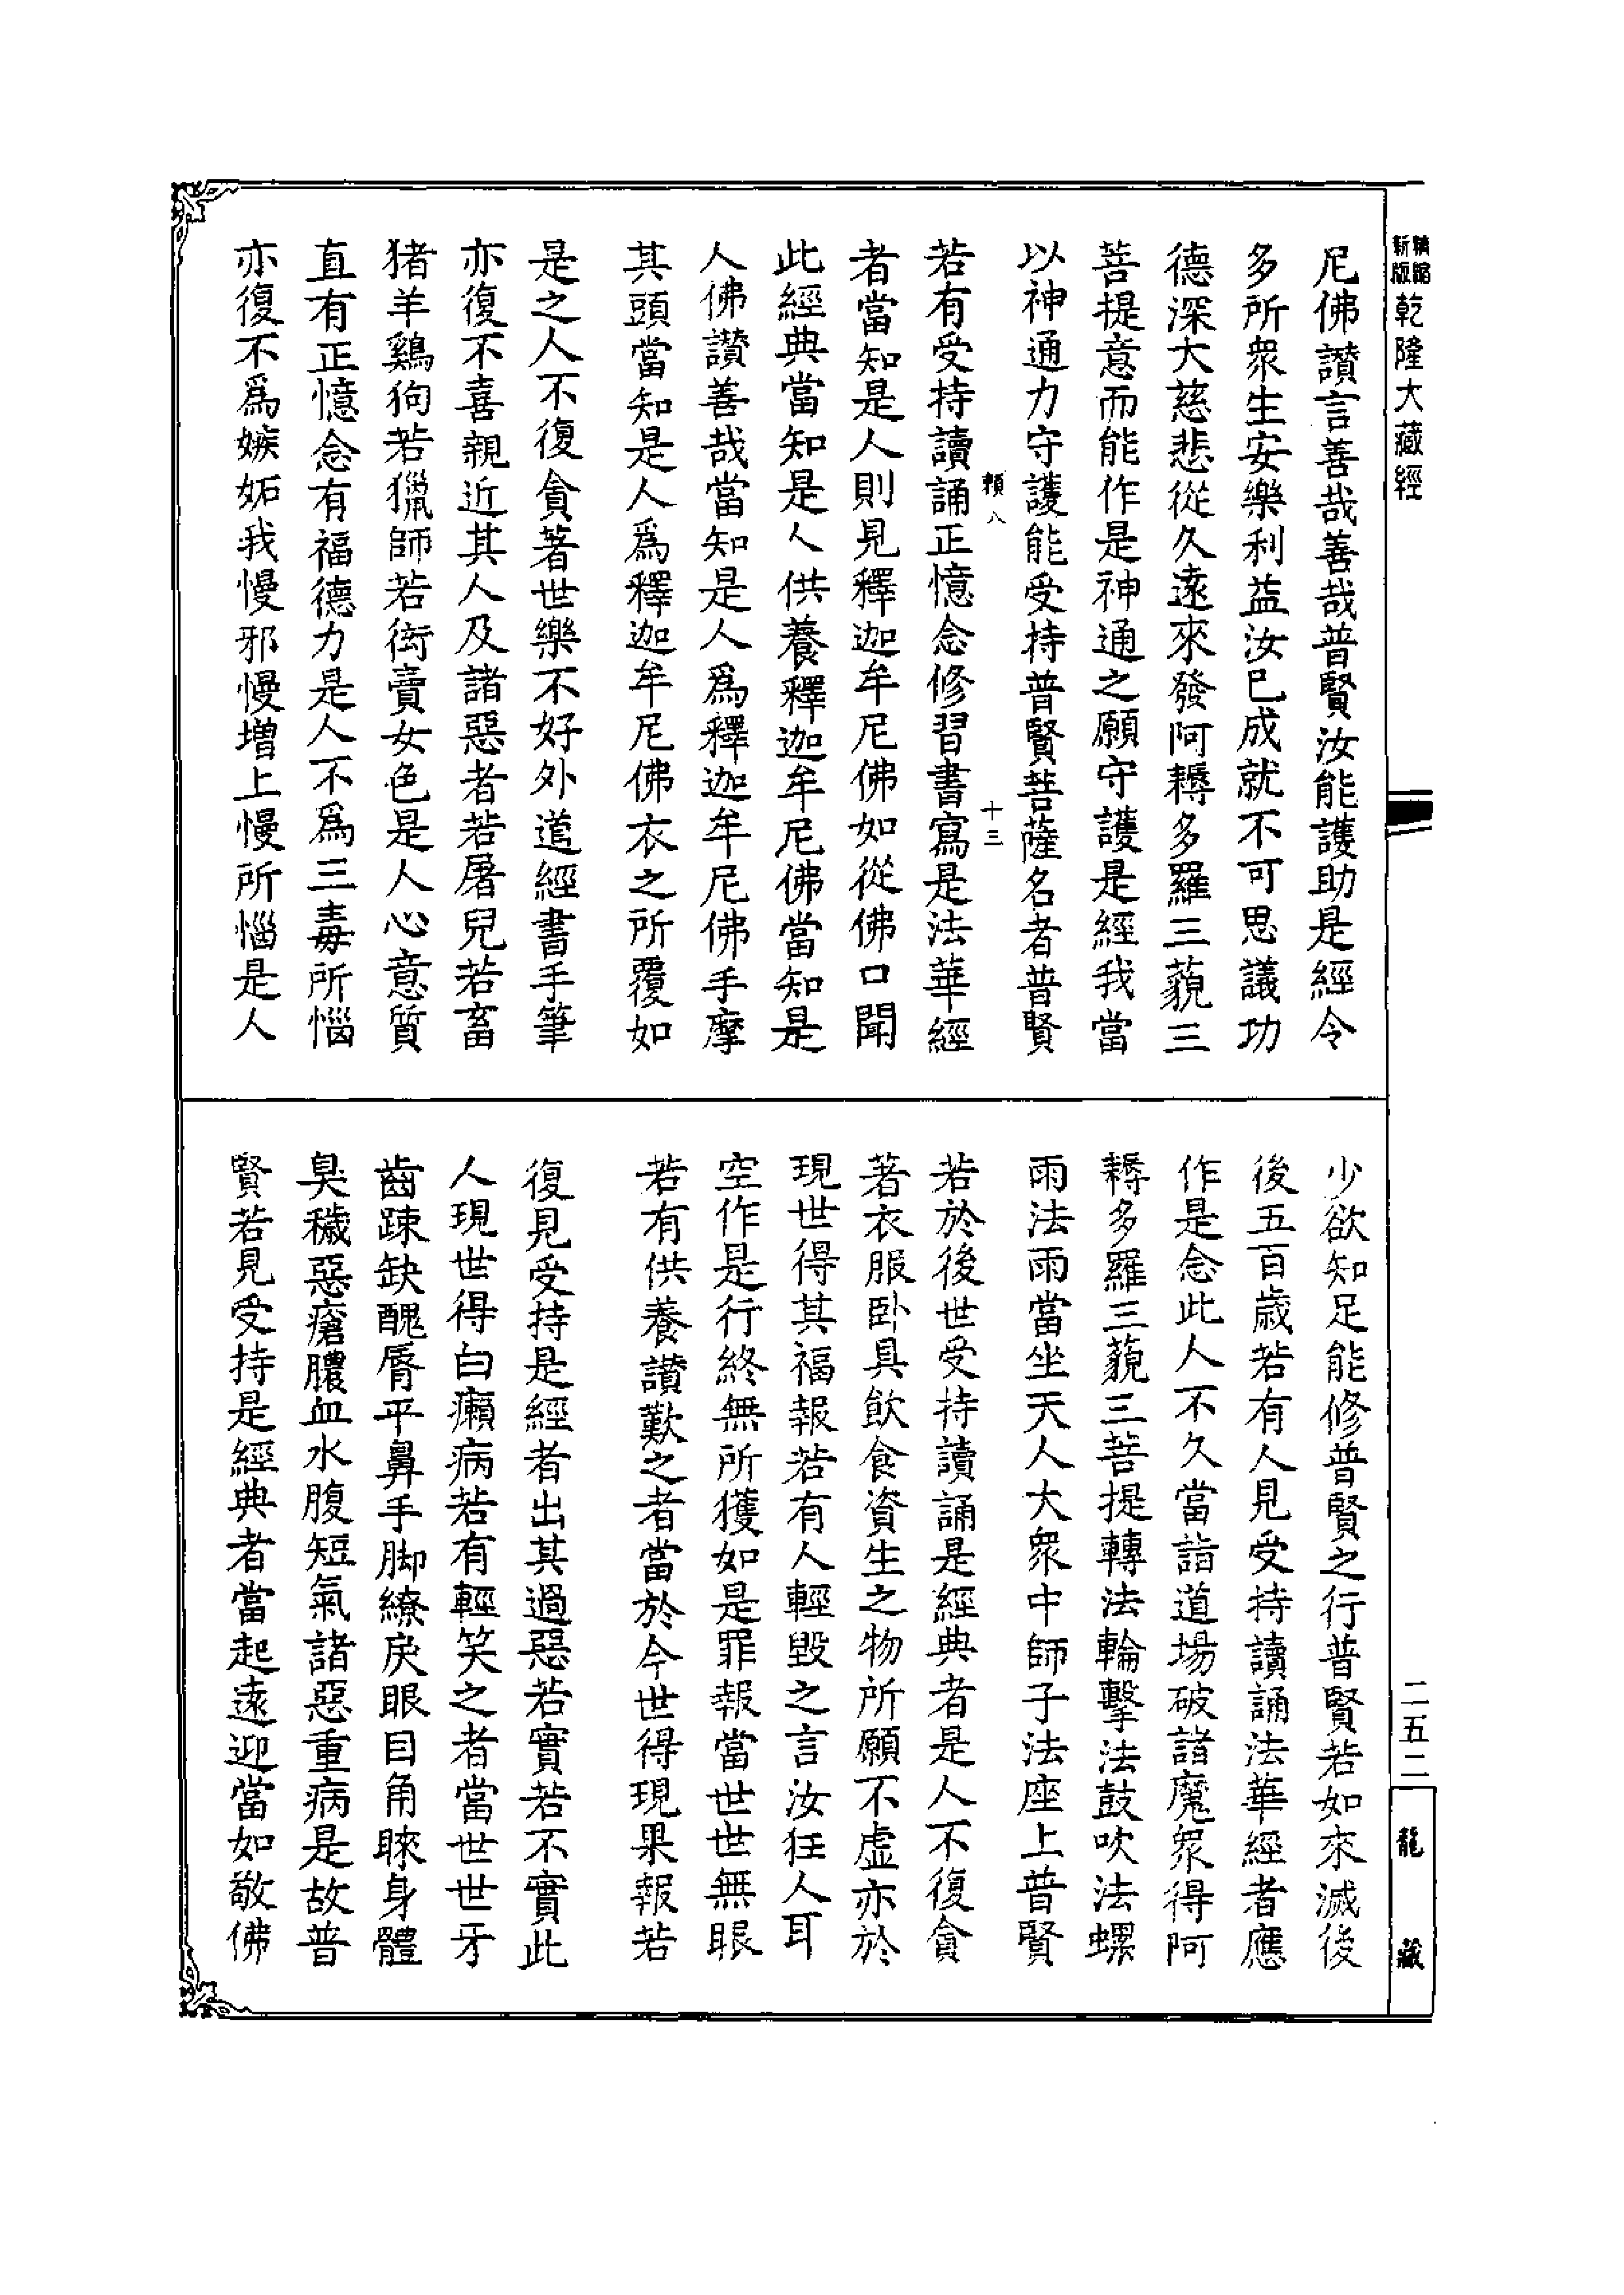 精縮新版乾隆大藏經
尼佛讃言善哉善哉普賢汝能護助是經令
多所衆生安樂利益汝已成就不可思議功
德深大慈悲從久遠來發阿耨多羅三藐三
菩提意而能作是神通之願守護是經我當
以神通力守護能受持普賢菩薩名者普賢
賴八 十三
若有受持讀誦正憶念修習書寫是法華經
者當知是人則見釋迦牟尼佛如從佛口聞
此經典當知是人供養釋迦牟尼佛當知是
人佛讃善哉當知是人爲釋迦牟尼佛手摩
其頭當知是人爲釋迦牟尼佛衣之所覆如
是之人不復貪著世樂不好外道經書手筆
亦復不喜親近其人及諸惡者若屠兒若畜
猪羊鷄狗若獵師若衒賣女色是人心意質
直有正憶念有福德力是人不爲三毒所惱
亦復不爲嫉妬我慢邪慢増上慢所惱是人
少欲知足能修普賢之行普賢若如來滅後
後五百歲若有人見受持讀誦法華經者應
作是念此人不久當詣道場破諸魔衆得阿
耨多羅三藐三菩提轉法輪擊法鼓吹法螺
雨法雨當坐天人大衆中師子法座上普賢
若於後世受持讀誦是經典者是人不復貪
著衣服卧具飲食資生之物所願不虛亦於
現世得其福報若有人輕毀之言汝狂人耳
空作是行終無所獲如是罪報當世世無眼
若有供養讃歎之者當於今世得現果報若
復見受持是經者出其過惡若實若不實此
人現世得白癩病若有輕笑之者當世世牙
齒踈缺醜脣平鼻手脚繚戾眼目角睞身體
臭穢惡瘡膿血水腹短氣諸惡重病是故普
賢若見受持是經典者當起遠迎當如敬佛
二五二
龍藏